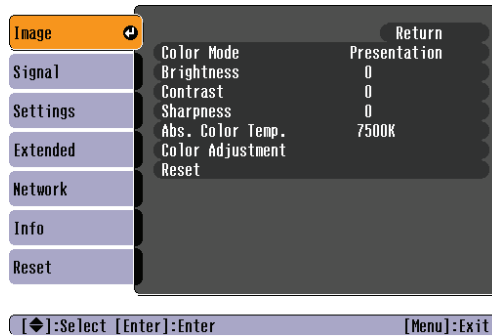 Image
Signal
Settings
Extended
Network
Info
Reset
Return
Color Mode Presentation
Brightness 0
Contrast 0
Sharpness 0
Abs. Color Temp. 7500K
Color Adjustment
Reset
[◆]:Select [Enter]:Enter [Menu]:Exit